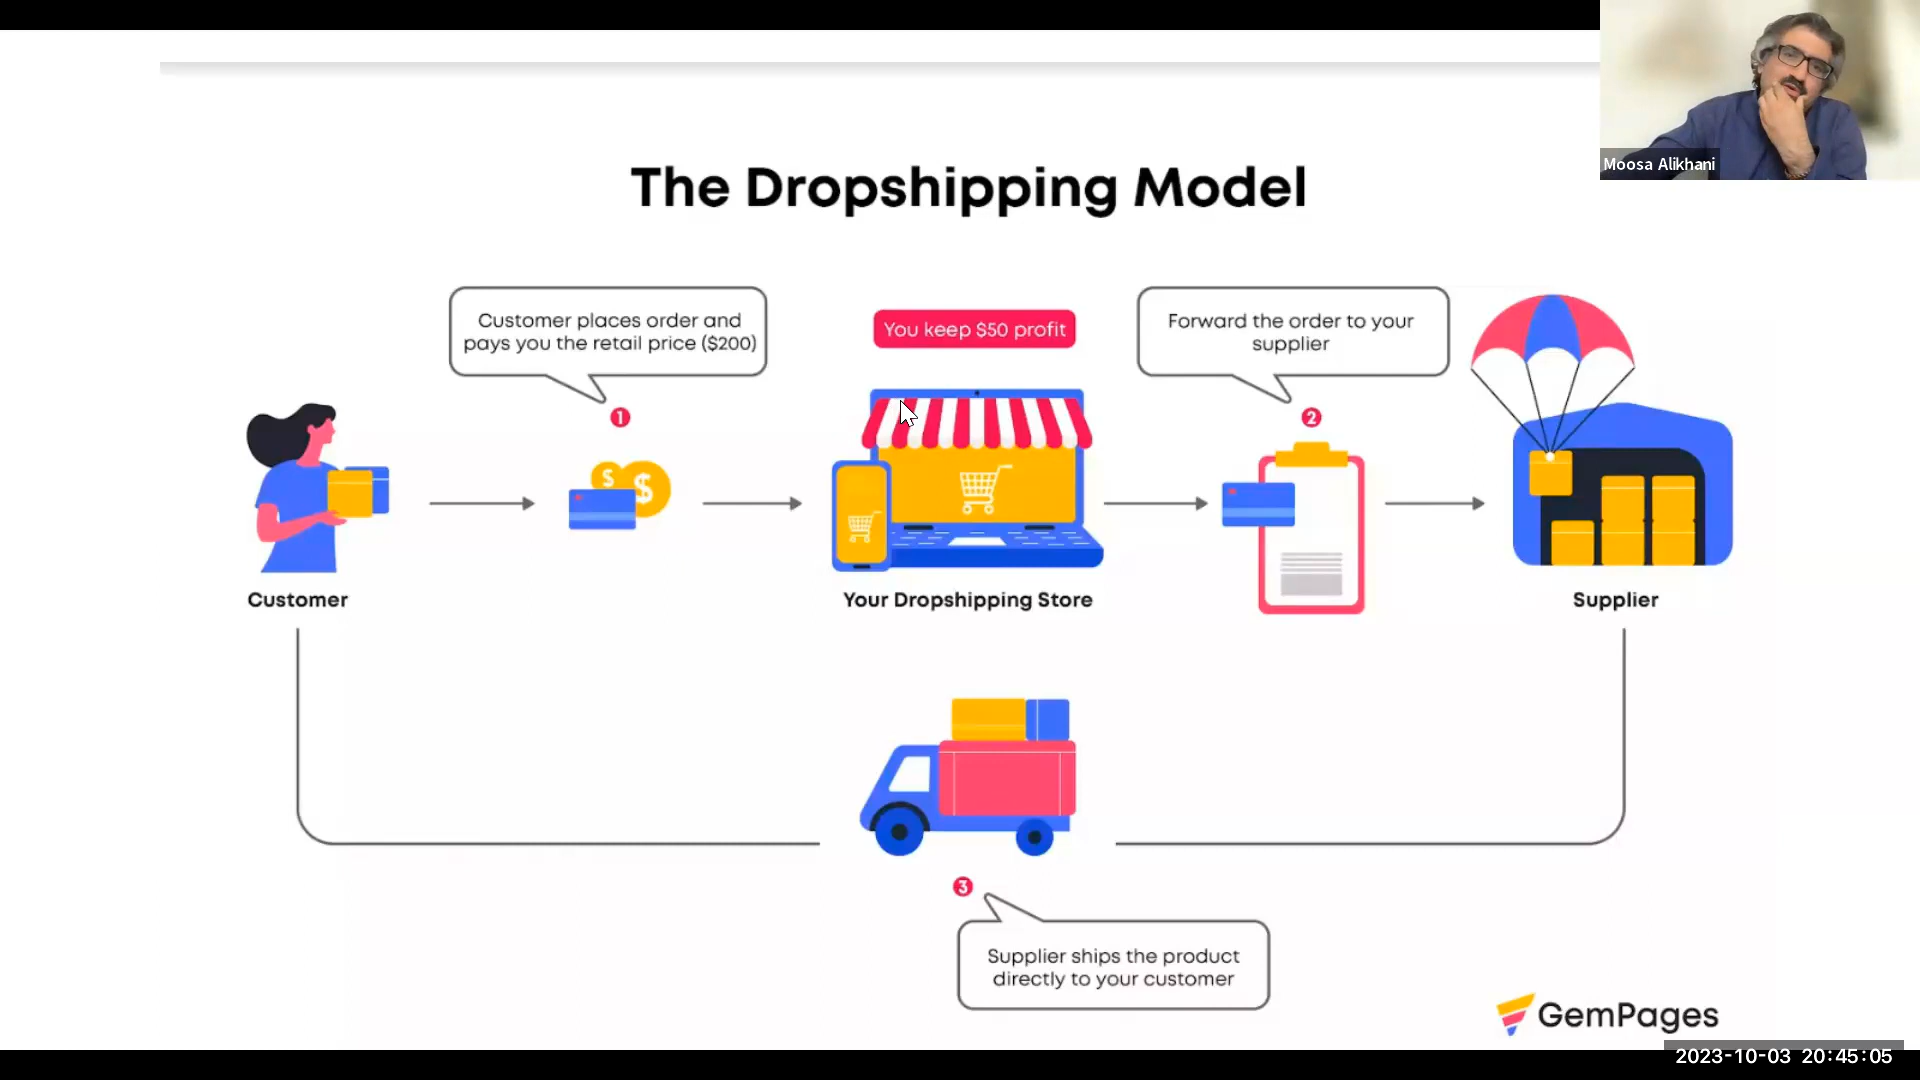 Moosa Alikhani
The Dropshipping Model
Customer places order and
pays you the retail price ($200)
You keep $50 profit
Forward the order to your
supplier
1
2
$ $
Customer
Your Dropshipping Store
Supplier
3
Supplier ships the product
directly to your customer
GemPages
2023-10-03 20:45:05